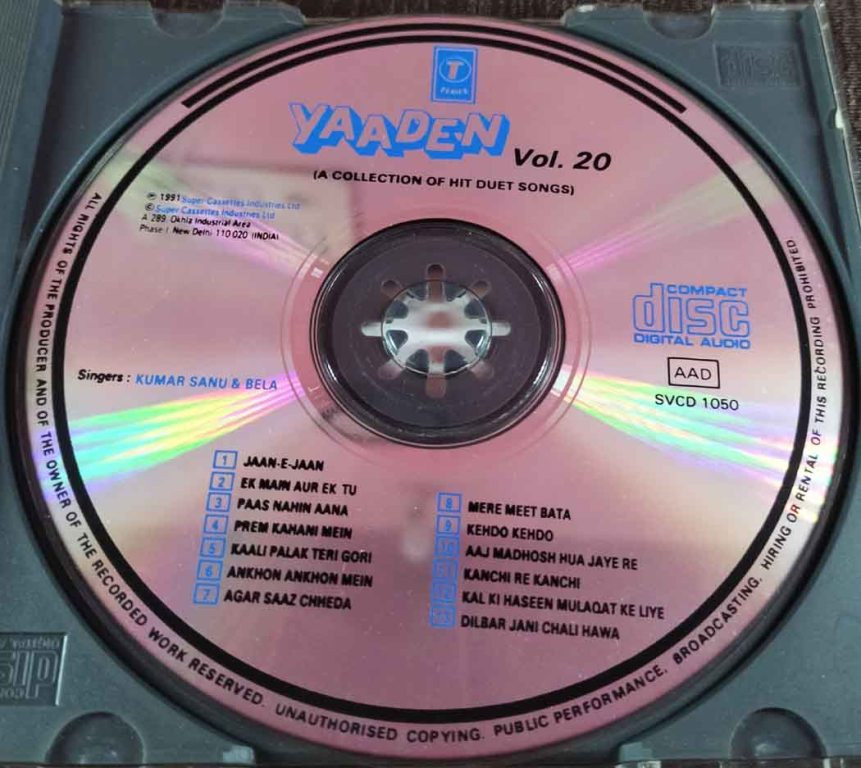 T
SERIES
YAADEN Vol. 20
(A COLLECTION OF HIT DUET SONGS)
℗ 1991 Super Cassettes Industries Ltd
© Super Cassettes Industries Ltd
A 289 Okhla Industrial Area
Phase I New Delhi 110 020 (INDIA)
COMPACT
disc
DIGITAL AUDIO
AAD
SVCD 1050
Singers : KUMAR SANU & BELA
1 JAAN-E-JAAN
2 EK MAIN AUR EK TU
3 PAAS NAHIN AANA
4 PREM KAHANI MEIN
5 KAALI PALAK TERI GORI
6 ANKHON ANKHON MEIN
7 AGAR SAAZ CHHEDA
8 MERE MEET BATA
9 KEHDO KEHDO
10 AAJ MADHOSH HUA JAYE RE
11 KANCHI RE KANCHI
12 KAL KI HASEEN MULAQAT KE LIYE
13 DILBAR JANI CHALI HAWA
ALL RIGHTS OF THE PRODUCER AND OF THE OWNER OF THE RECORDED WORK RESERVED. UNAUTHORISED COPYING. PUBLIC PERFORMANCE, BROADCASTING. HIRING OR RENTAL OF THIS RECORDING PROHIBITED
disc
disc